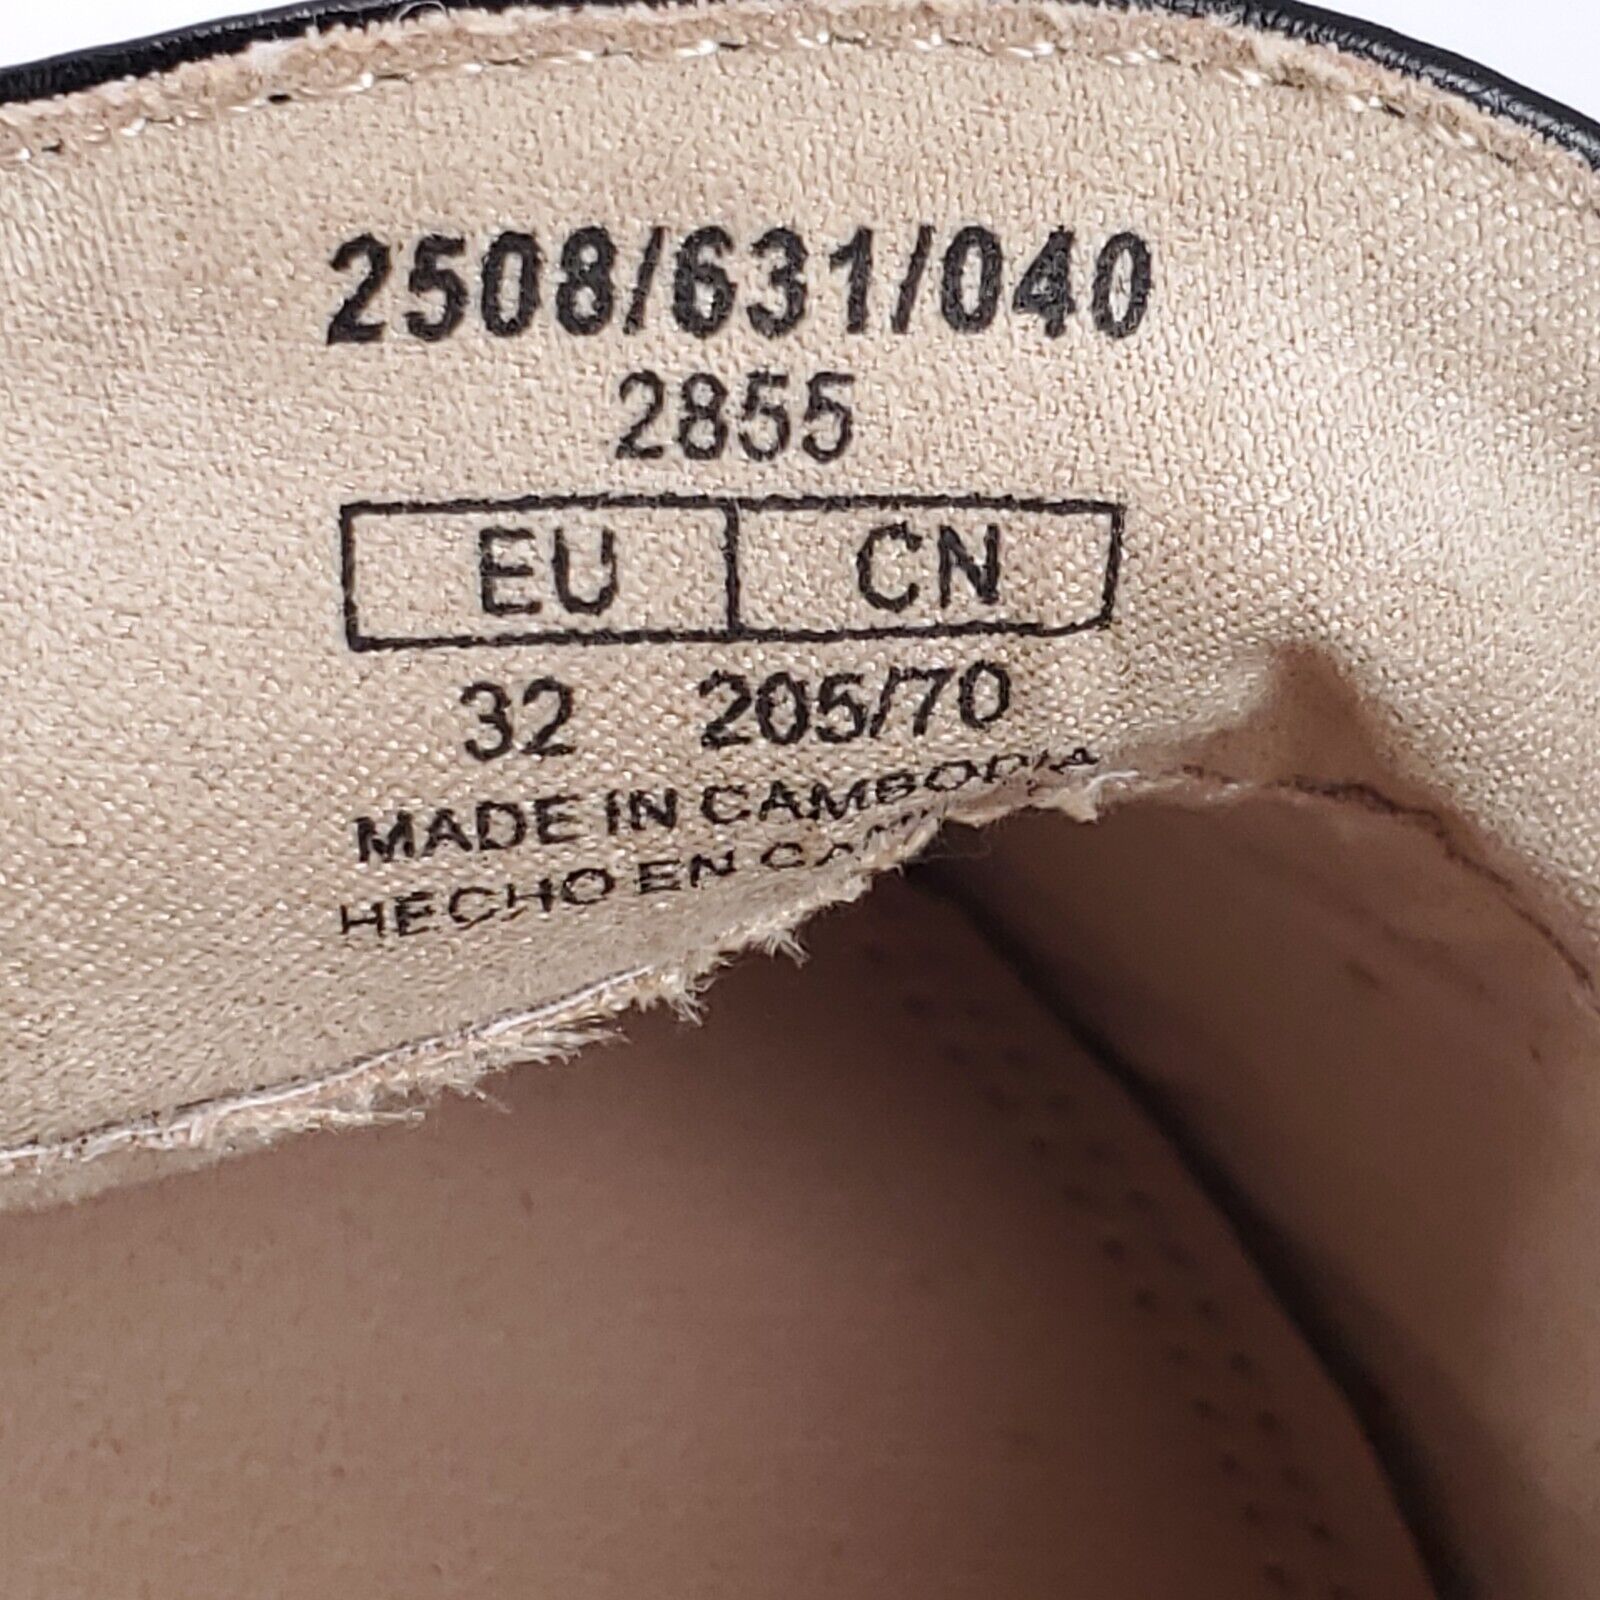 2508/631/040
2855
EU CN
32 205/70
MADE IN CAMBODIA
HECHO EN